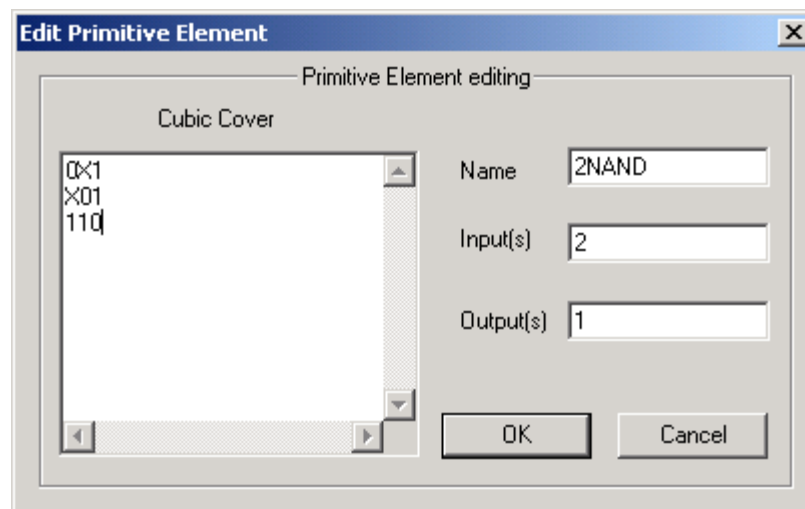 Edit Primitive Element
Primitive Element editing
Cubic Cover
0X1
X01
110
Name
2NAND
Input(s)
2
Output(s)
1
OK
Cancel